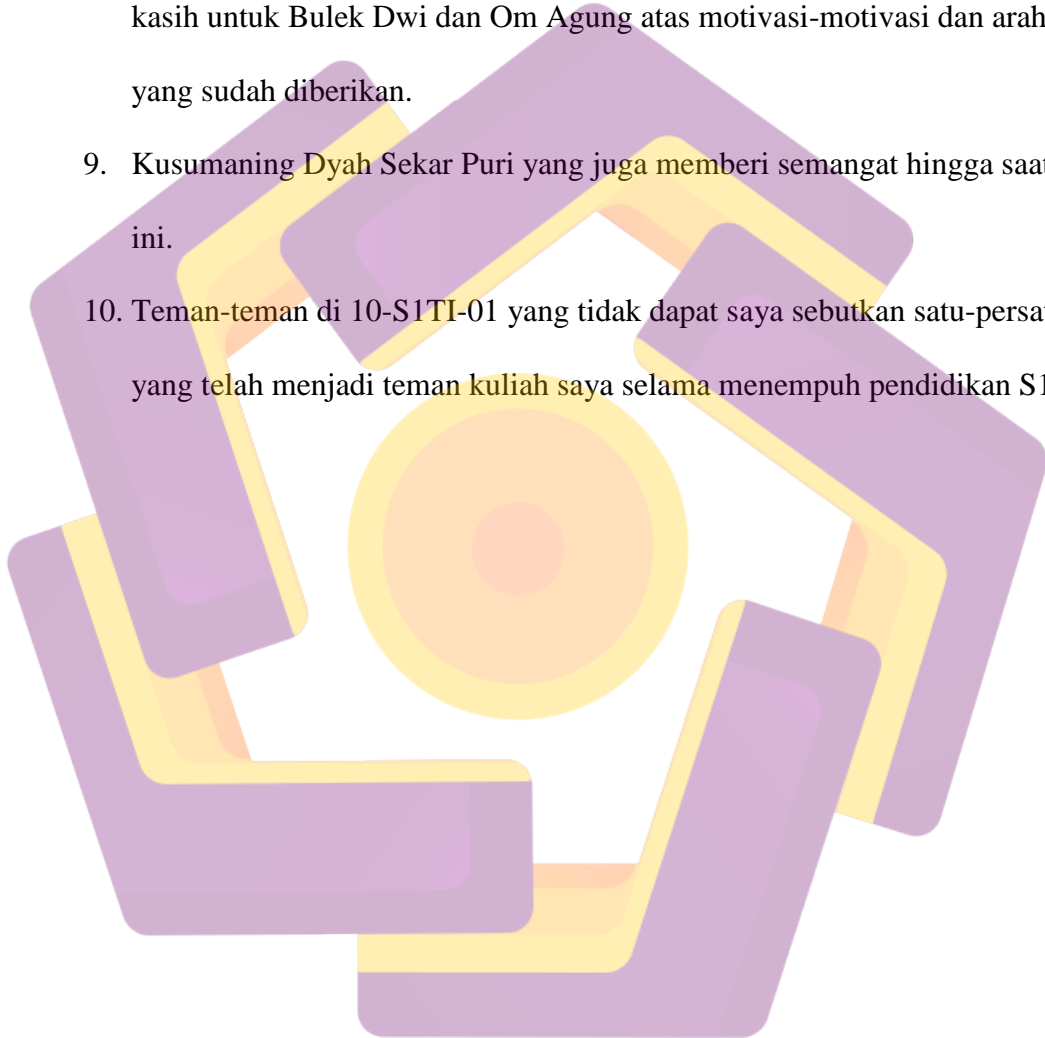 kasih untuk Bulek Dwi dan Om Agung atas motivasi-motivasi dan arah
yang sudah diberikan.
9. Kusumaning Dyah Sekar Puri yang juga memberi semangat hingga saat
ini.
10. Teman-teman di 10-S1TI-01 yang tidak dapat saya sebutkan satu-persa
yang telah menjadi teman kuliah saya selama menempuh pendidikan S1